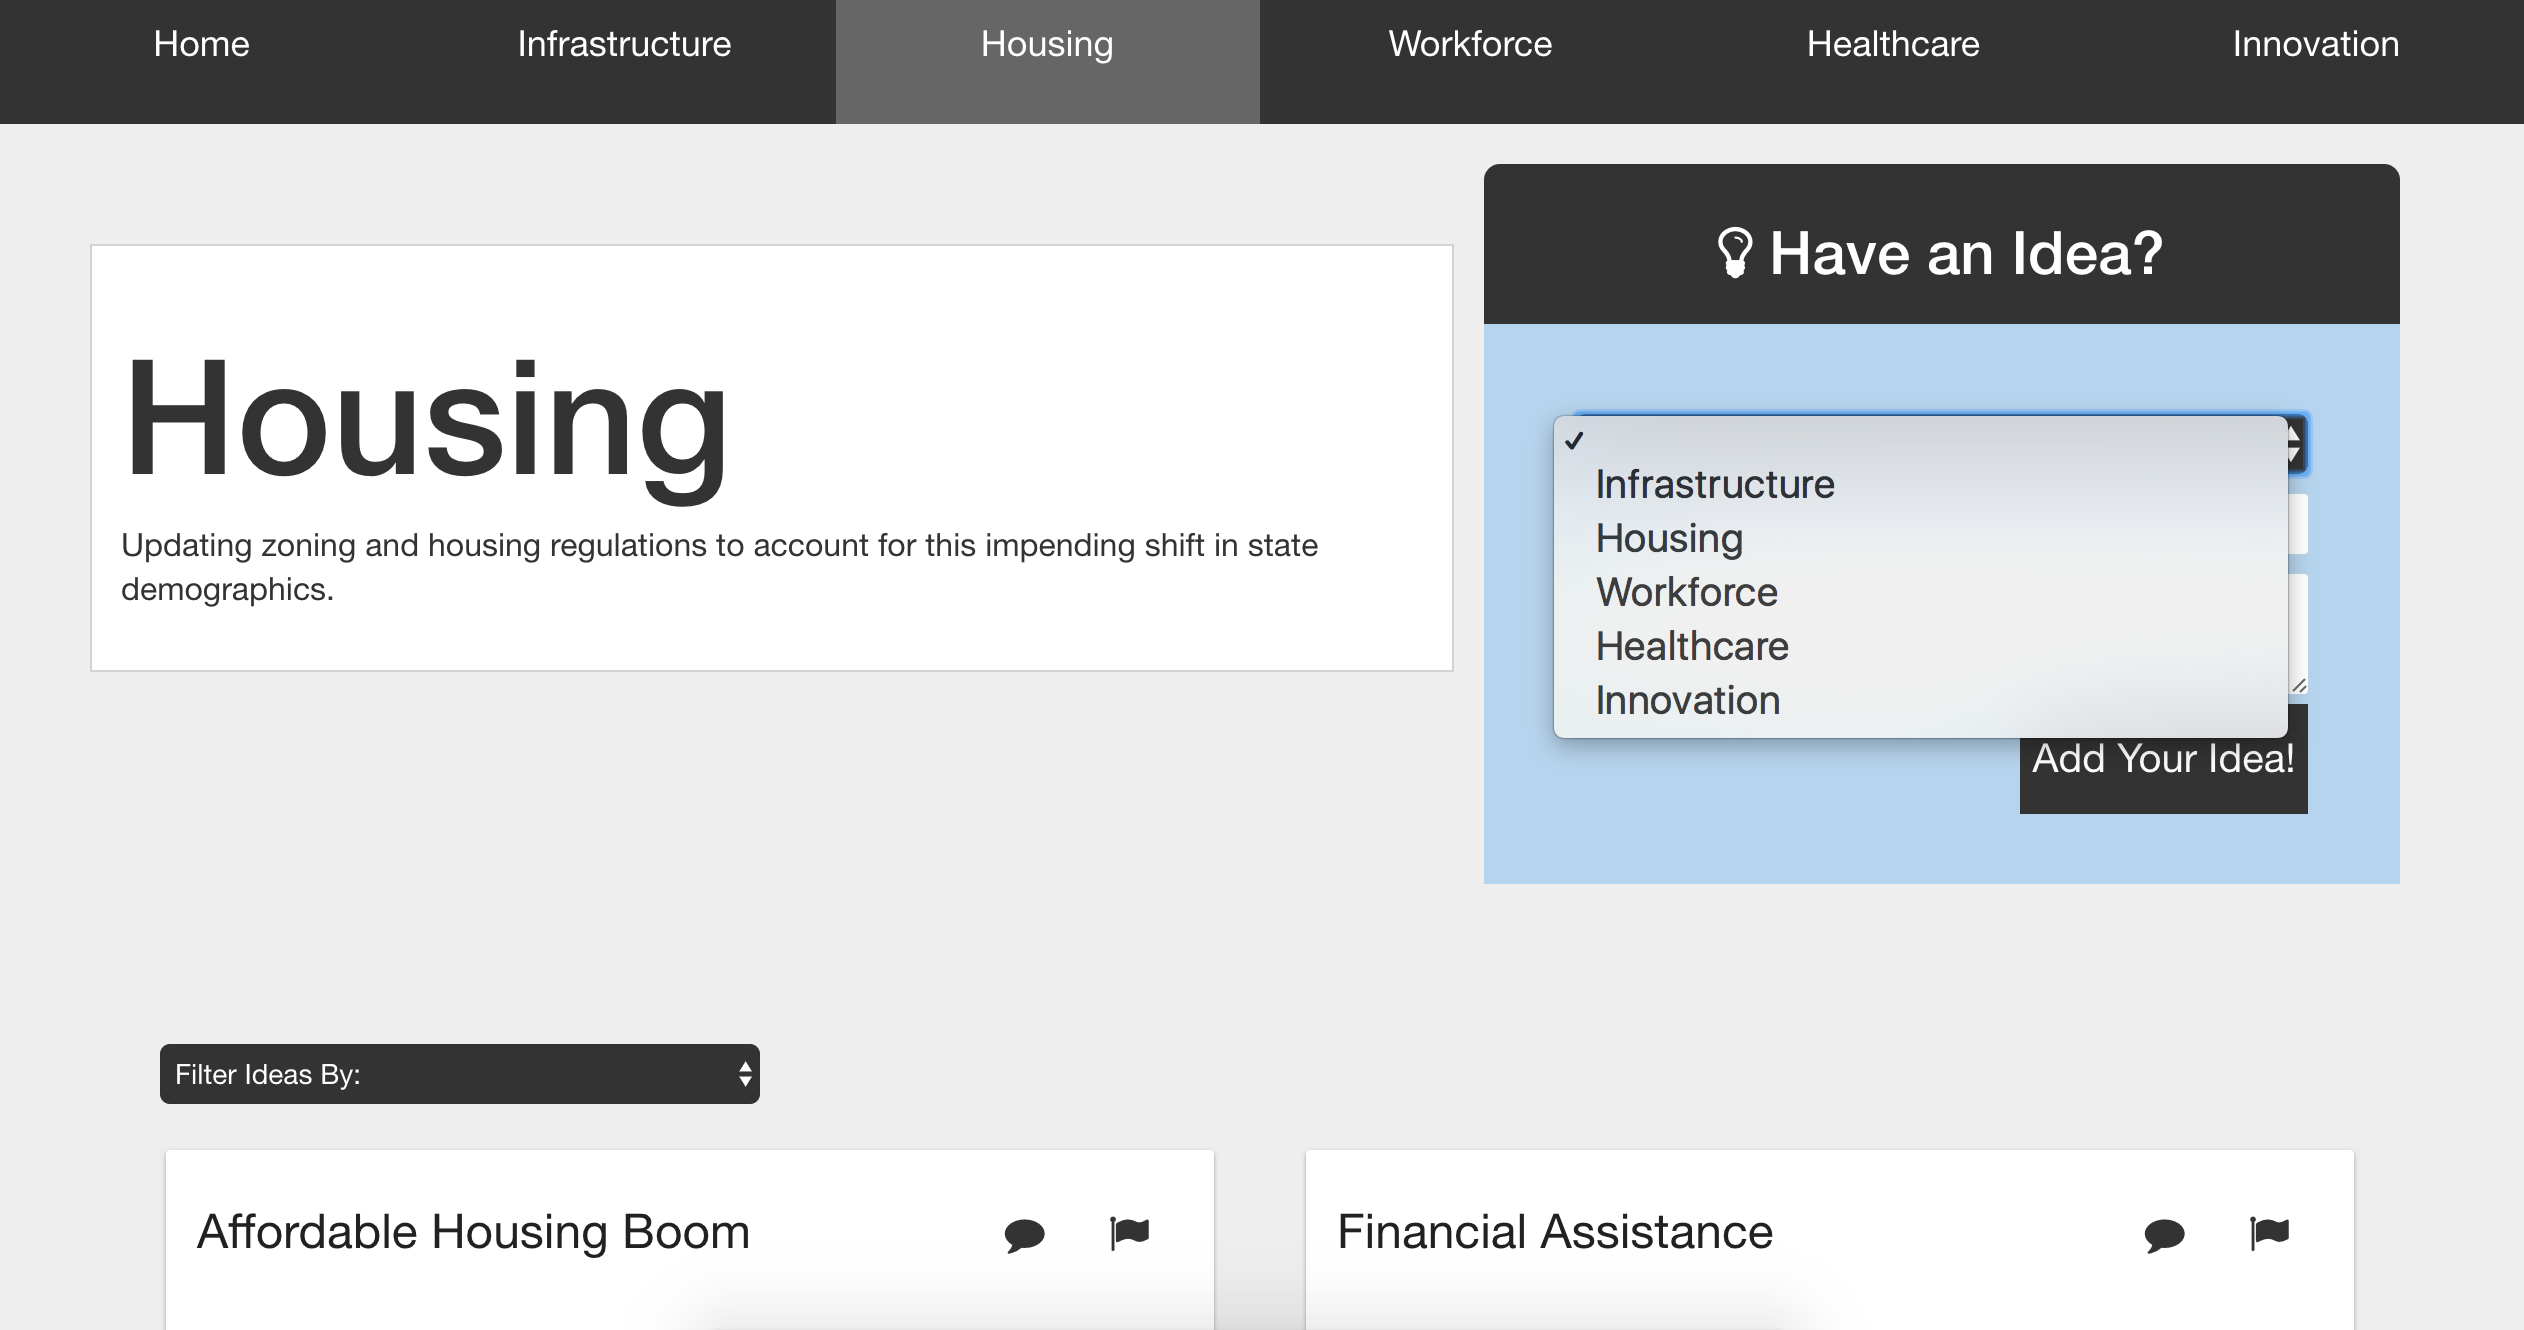 Home
Infrastructure
Housing
Workforce
Healthcare
Innovation
Have an Idea?
Housing
Updating zoning and housing regulations to account for this impending shift in state
demographics.
Infrastructure
Housing
Workforce
Healthcare
Innovation
Add Your Idea!
Filter Ideas By:
Affordable Housing Boom
Financial Assistance